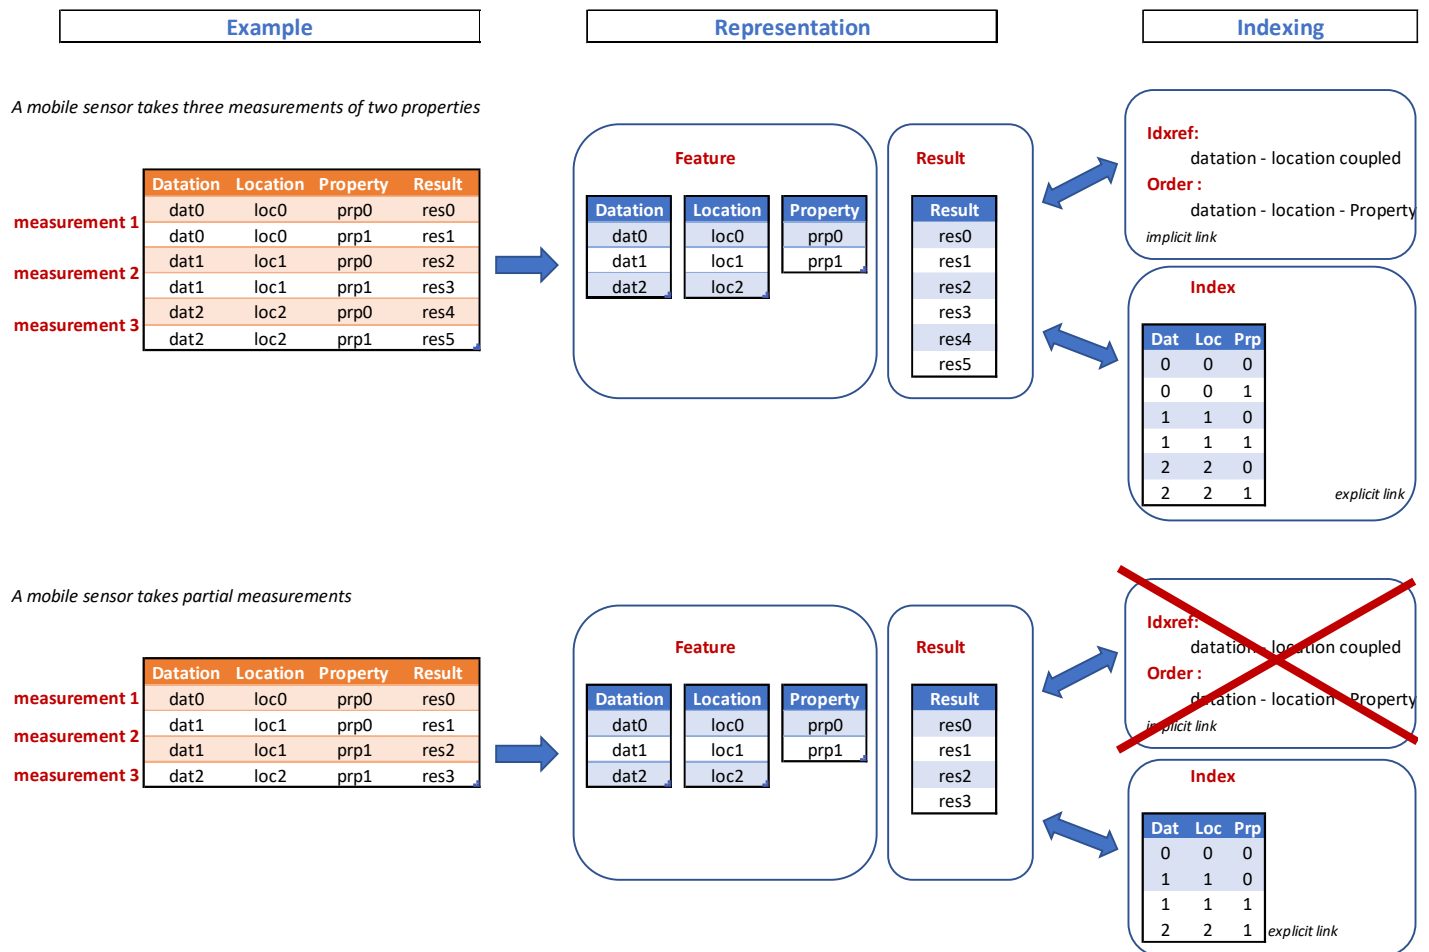 Example Representation Indexing
A mobile sensor takes three measurements of two properties
Datation Location Property Result
measurement 1
dat0 loc0 prp0 res0
dat0 loc0 prp1 res1
measurement 2
dat1 loc1 prp0 res2
dat1 loc1 prp1 res3
measurement 3
dat2 loc2 prp0 res4
dat2 loc2 prp1 res5
Feature
Datation Location Property
dat0 loc0 prp0
dat1 loc1 prp1
dat2 loc2
Result
Result
res0
res1
res2
res3
res4
res5
Idxref:
datation - location coupled
Order :
datation - location - Property
implicit link
Index
Dat Loc Prp
0 0 0
0 0 1
1 1 0
1 1 1
2 2 0
2 2 1
explicit link
A mobile sensor takes partial measurements
Datation Location Property Result
measurement 1 dat0 loc0 prp0 res0
measurement 2
dat1 loc1 prp0 res1
dat1 loc1 prp1 res2
measurement 3 dat2 loc2 prp1 res3
Feature
Datation Location Property
dat0 loc0 prp0
dat1 loc1 prp1
dat2 loc2
Result
Result
res0
res1
res2
res3
Idxref:
datation - location coupled
Order :
datation - location - Property
implicit link
Index
Dat Loc Prp
0 0 0
1 1 0
1 1 1
2 2 1 explicit link